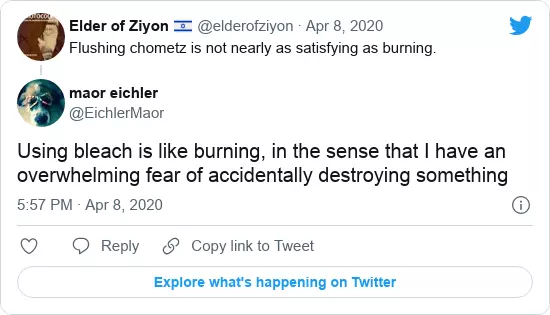 Elder of Ziyon 🇮🇱 @elderofziyon · Apr 8, 2020
Flushing chometz is not nearly as satisfying as burning.
maor eichler
@EichlerMaor
Using bleach is like burning, in the sense that I have an
overwhelming fear of accidentally destroying something
5:57 PM · Apr 8, 2020
Reply
Copy link to Tweet
Explore what's happening on Twitter